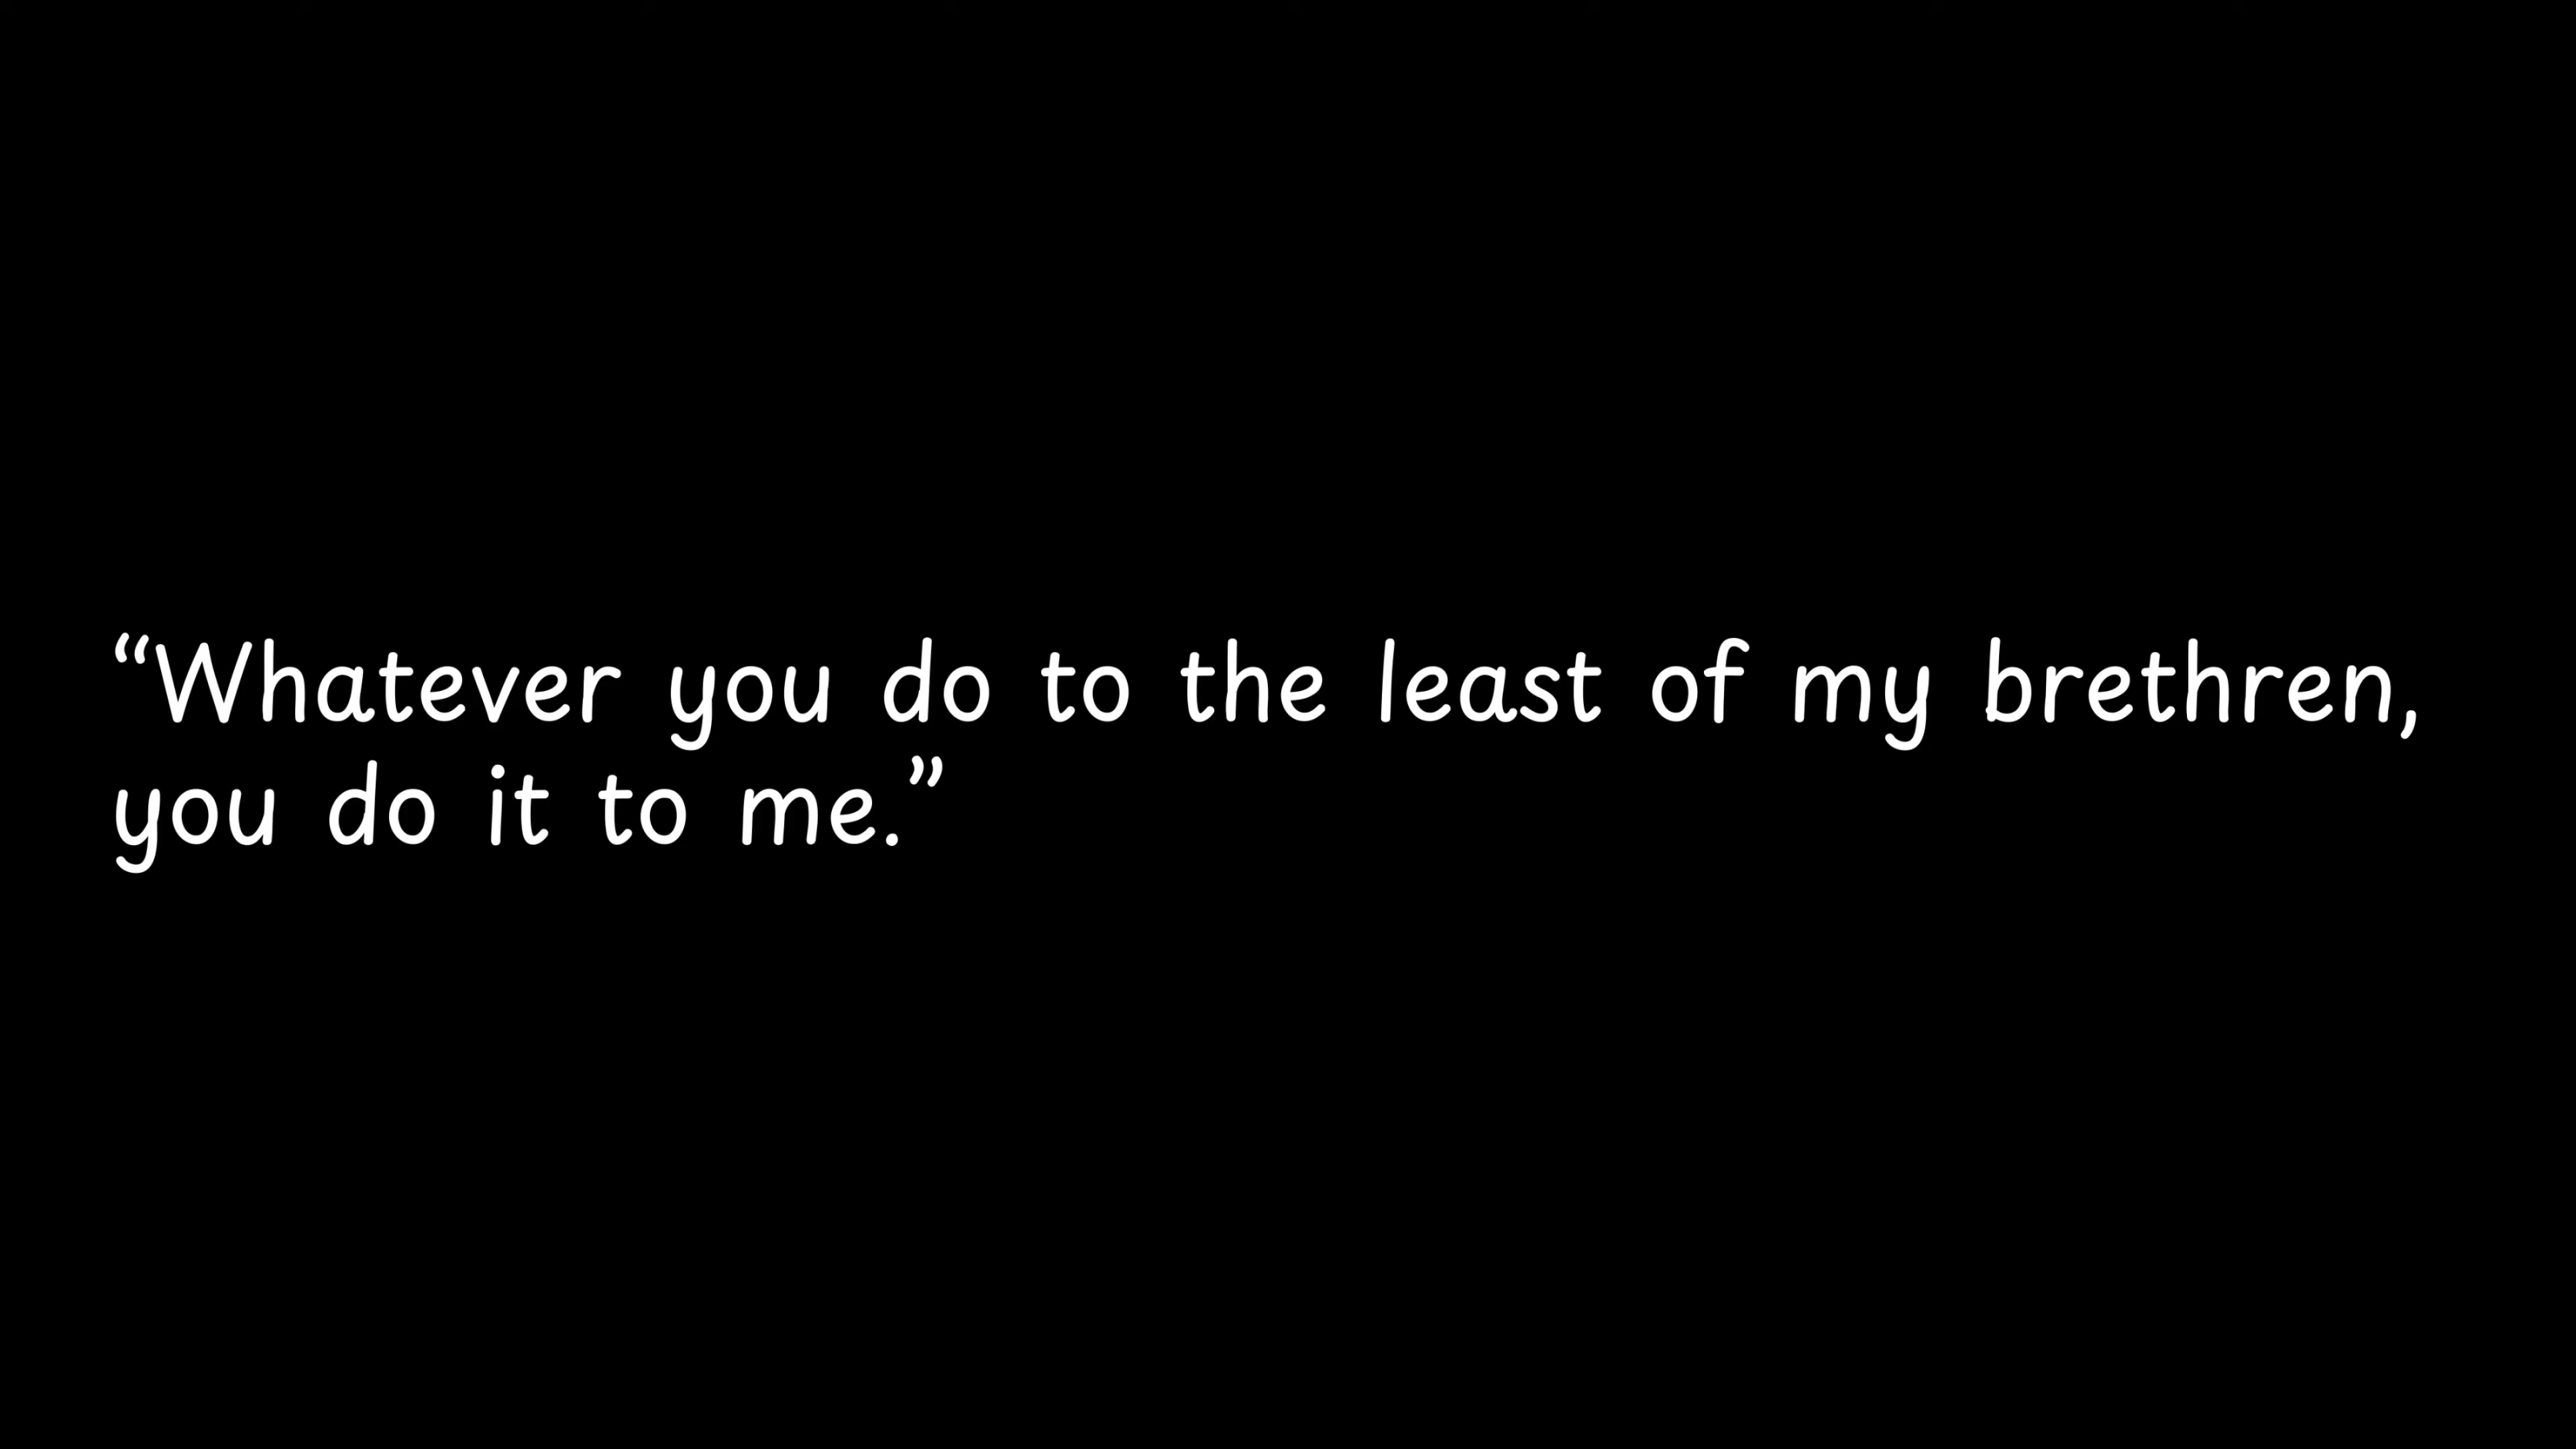 “Whatever you do to the least of my brethren,
you do it to me.”